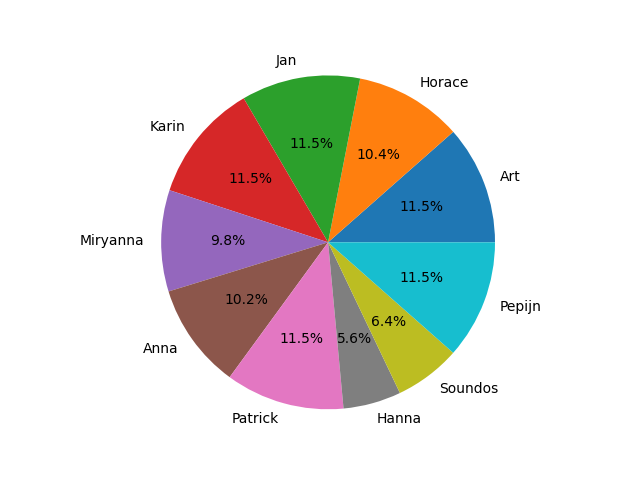 Jan
Horace
Karin
11.5%
10.4%
Art
11.5%
11.5%
Miryanna
9.8%
10.2%
11.5%
Pepijn
6.4%
11.5%
5.6%
Anna
Soundos
Patrick
Hanna